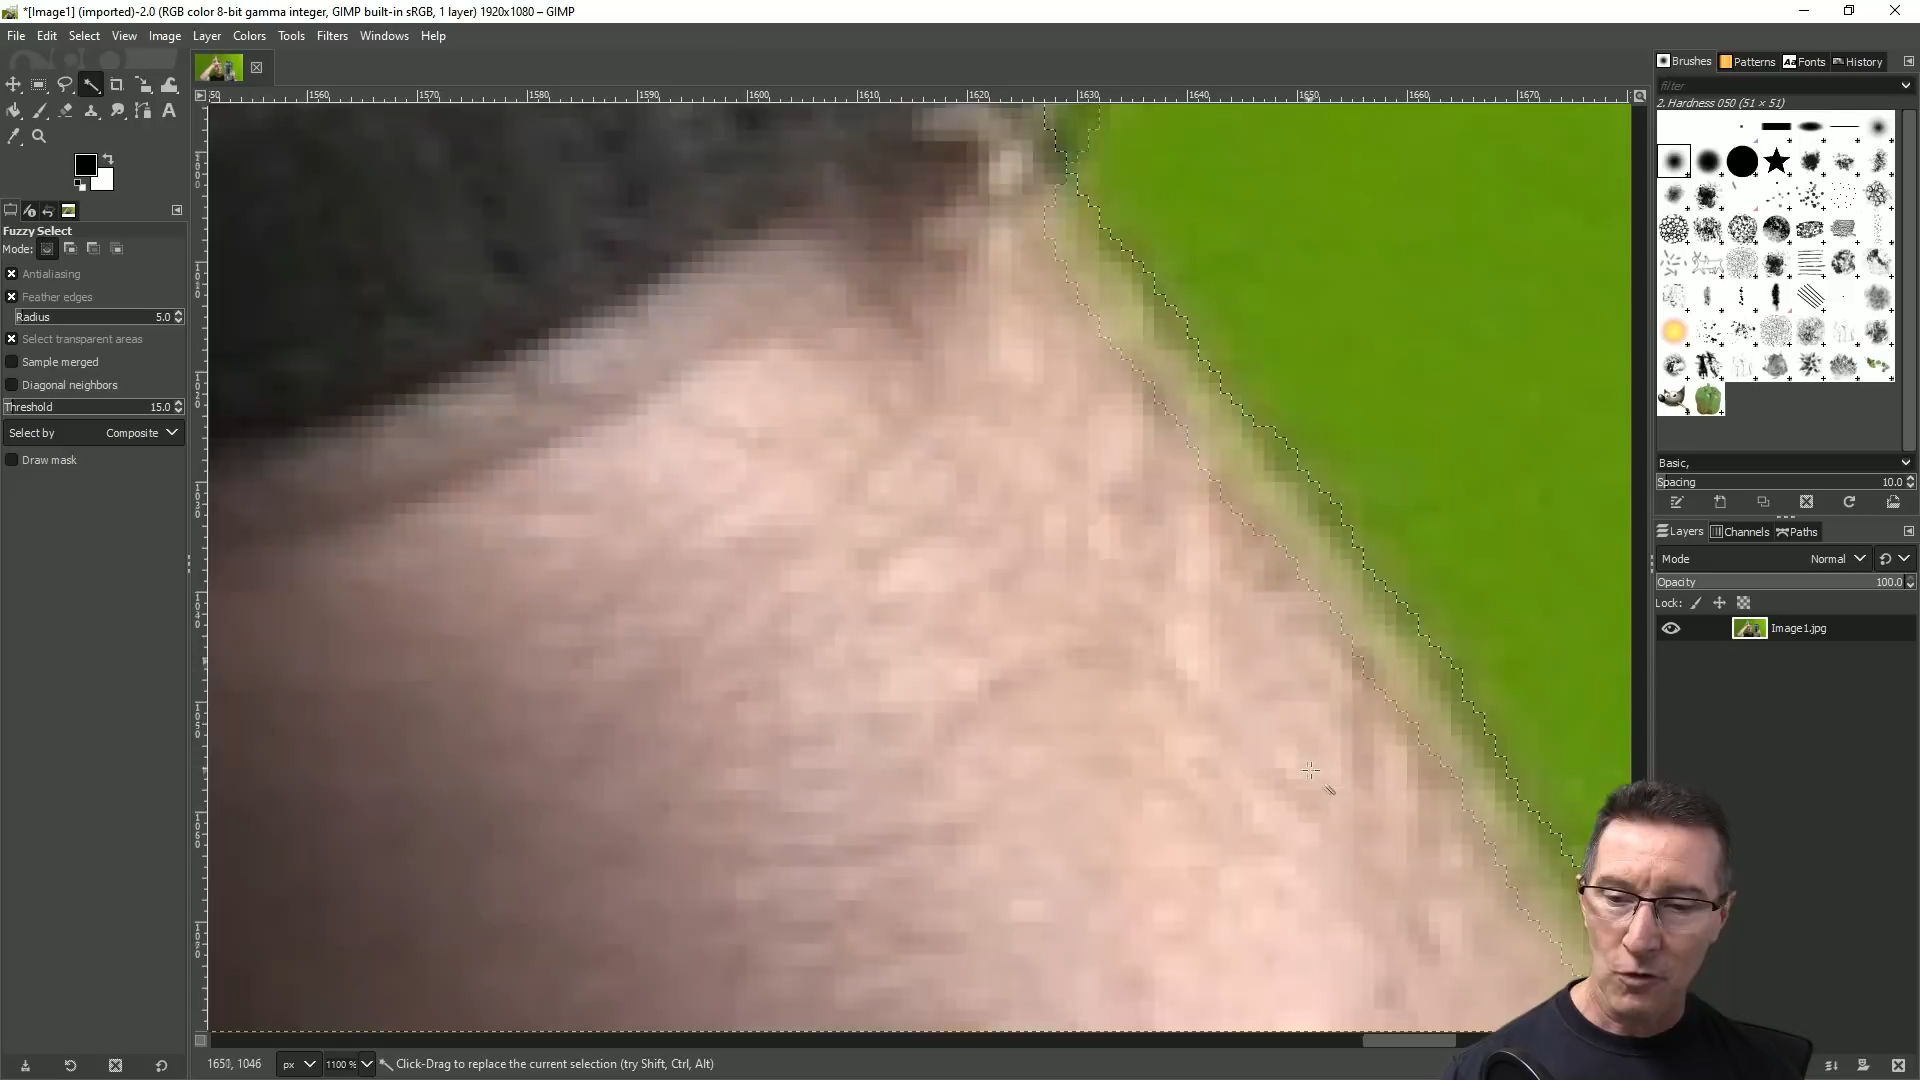 *[Image1] (imported)-2.0 (RGB color 8-bit gamma integer, GIMP built-in sRGB, 1 layer) 1920x1080 – GIMP
File Edit Select View Image Layer Colors Tools Filters Windows Help
Brushes Patterns Aa Fonts History
filter
2. Hardness 050 (51 × 51)
50 1560 1570 1580 1590 1600 1610 1620 1630 1640 1650 1660 1670
Fuzzy Select
Mode:
Antialiasing
Feather edges
Radius 5.0
Select transparent areas
Sample merged
Diagonal neighbors
Threshold 15.0
Select by Composite
Draw mask
Basic,
Spacing 10.0
Layers Channels Paths
Mode Normal
Opacity 100.0
Lock:
Image1.jpg
1651, 1046 px 1100 % Click-Drag to replace the current selection (try Shift, Ctrl, Alt)